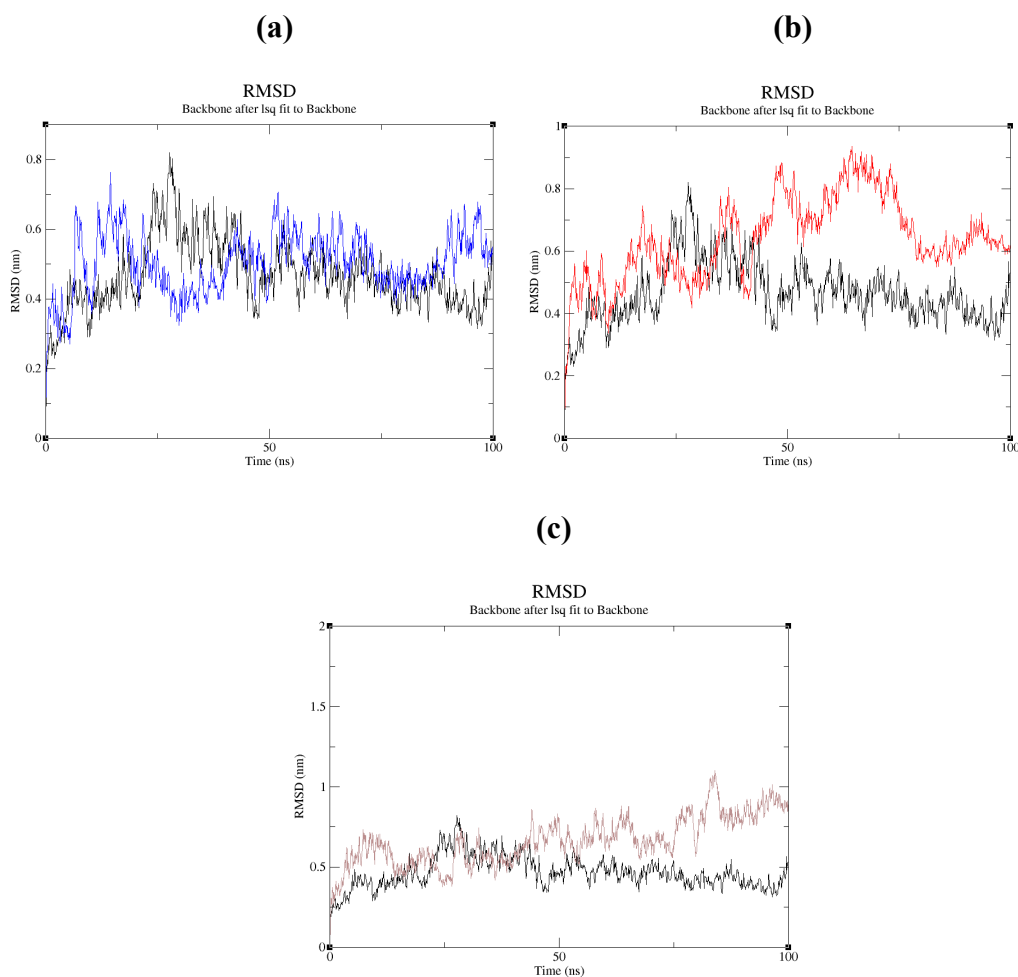 (a)
RMSD
Backbone after lsq fit to Backbone
RMSD (nm)
0.8
0.6
0.4
0.2
0
0
50
100
Time (ns)
(b)
RMSD
Backbone after lsq fit to Backbone
RMSD (nm)
1
0.8
0.6
0.4
0.2
0
0
50
100
Time (ns)
(c)
RMSD
Backbone after lsq fit to Backbone
RMSD (nm)
2
1.5
1
0.5
0
0
50
100
Time (ns)